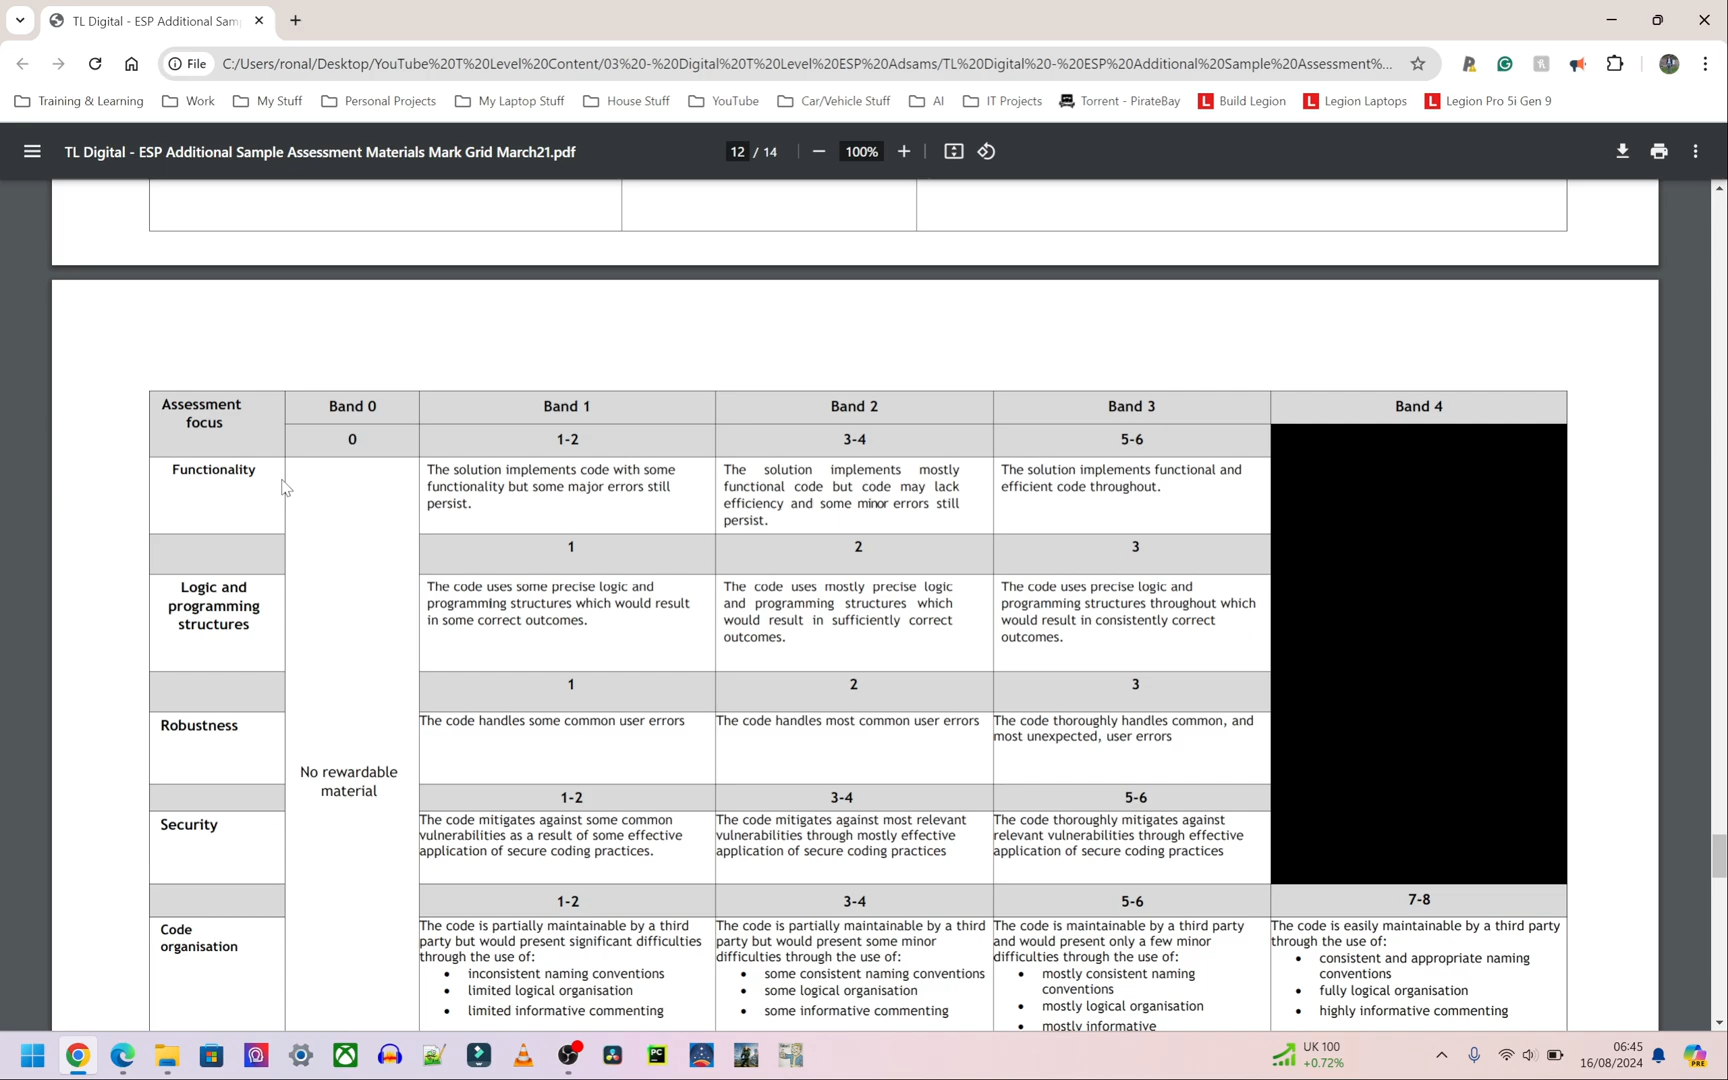 TL Digital - ESP Additional Sam
File
C:/Users/ronal/Desktop/YouTube%20T%20Level%20Content/03%20-%20Digital%20T%20Level%20ESP%20Adsams/TL%20Digital%20-%20ESP%20Additional%20Sample%20Assessment%...
Training & Learning
Work
My Stuff
Personal Projects
My Laptop Stuff
House Stuff
YouTube
Car/Vehicle Stuff
AI
IT Projects
Torrent - PirateBay
Build Legion
Legion Laptops
Legion Pro 5i Gen 9
TL Digital - ESP Additional Sample Assessment Materials Mark Grid March21.pdf
12 / 14
100%
Assessment
focus
Band 0
Band 1
Band 2
Band 3
Band 4
0
1-2
3-4
5-6
Functionality
The solution implements code with some
functionality but some major errors still
persist.
The solution implements mostly
functional code but code may lack
efficiency and some minor errors still
persist.
The solution implements functional and
efficient code throughout.
1
2
3
Logic and
programming
structures
The code uses some precise logic and
programming structures which would result
in some correct outcomes.
The code uses mostly precise logic
and programming structures which
would result in sufficiently correct
outcomes.
The code uses precise logic and
programming structures throughout which
would result in consistently correct
outcomes.
1
2
3
Robustness
The code handles some common user errors
The code handles most common user errors
The code thoroughly handles common, and
most unexpected, user errors
No rewardable
material
1-2
3-4
5-6
Security
The code mitigates against some common
vulnerabilities as a result of some effective
application of secure coding practices.
The code mitigates against most relevant
vulnerabilities through mostly effective
application of secure coding practices
The code thoroughly mitigates against
relevant vulnerabilities through effective
application of secure coding practices
1-2
3-4
5-6
7-8
Code
organisation
The code is partially maintainable by a third
party but would present significant difficulties
through the use of:
• inconsistent naming conventions
• limited logical organisation
• limited informative commenting
The code is partially maintainable by a third
party but would present some minor
difficulties through the use of:
• some consistent naming conventions
• some logical organisation
• some informative commenting
The code is maintainable by a third party
and would present only a few minor
difficulties through the use of:
• mostly consistent naming
conventions
• mostly logical organisation
• mostly informative
The code is easily maintainable by a third party
through the use of:
• consistent and appropriate naming
conventions
• fully logical organisation
• highly informative commenting
PC
UK 100
+0.72%
06:45
16/08/2024
PRE